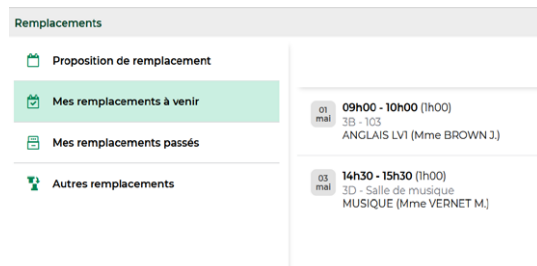 Remplacements
Proposition de remplacement
Mes remplacements à venir
Mes remplacements passés
Autres remplacements
01
mai
09h00 - 10h00 (1h00)
3B - 103
ANGLAIS LV1 (Mme BROWN J.)
03
mai
14h30 - 15h30 (1h00)
3D - Salle de musique
MUSIQUE (Mme VERNET M.)